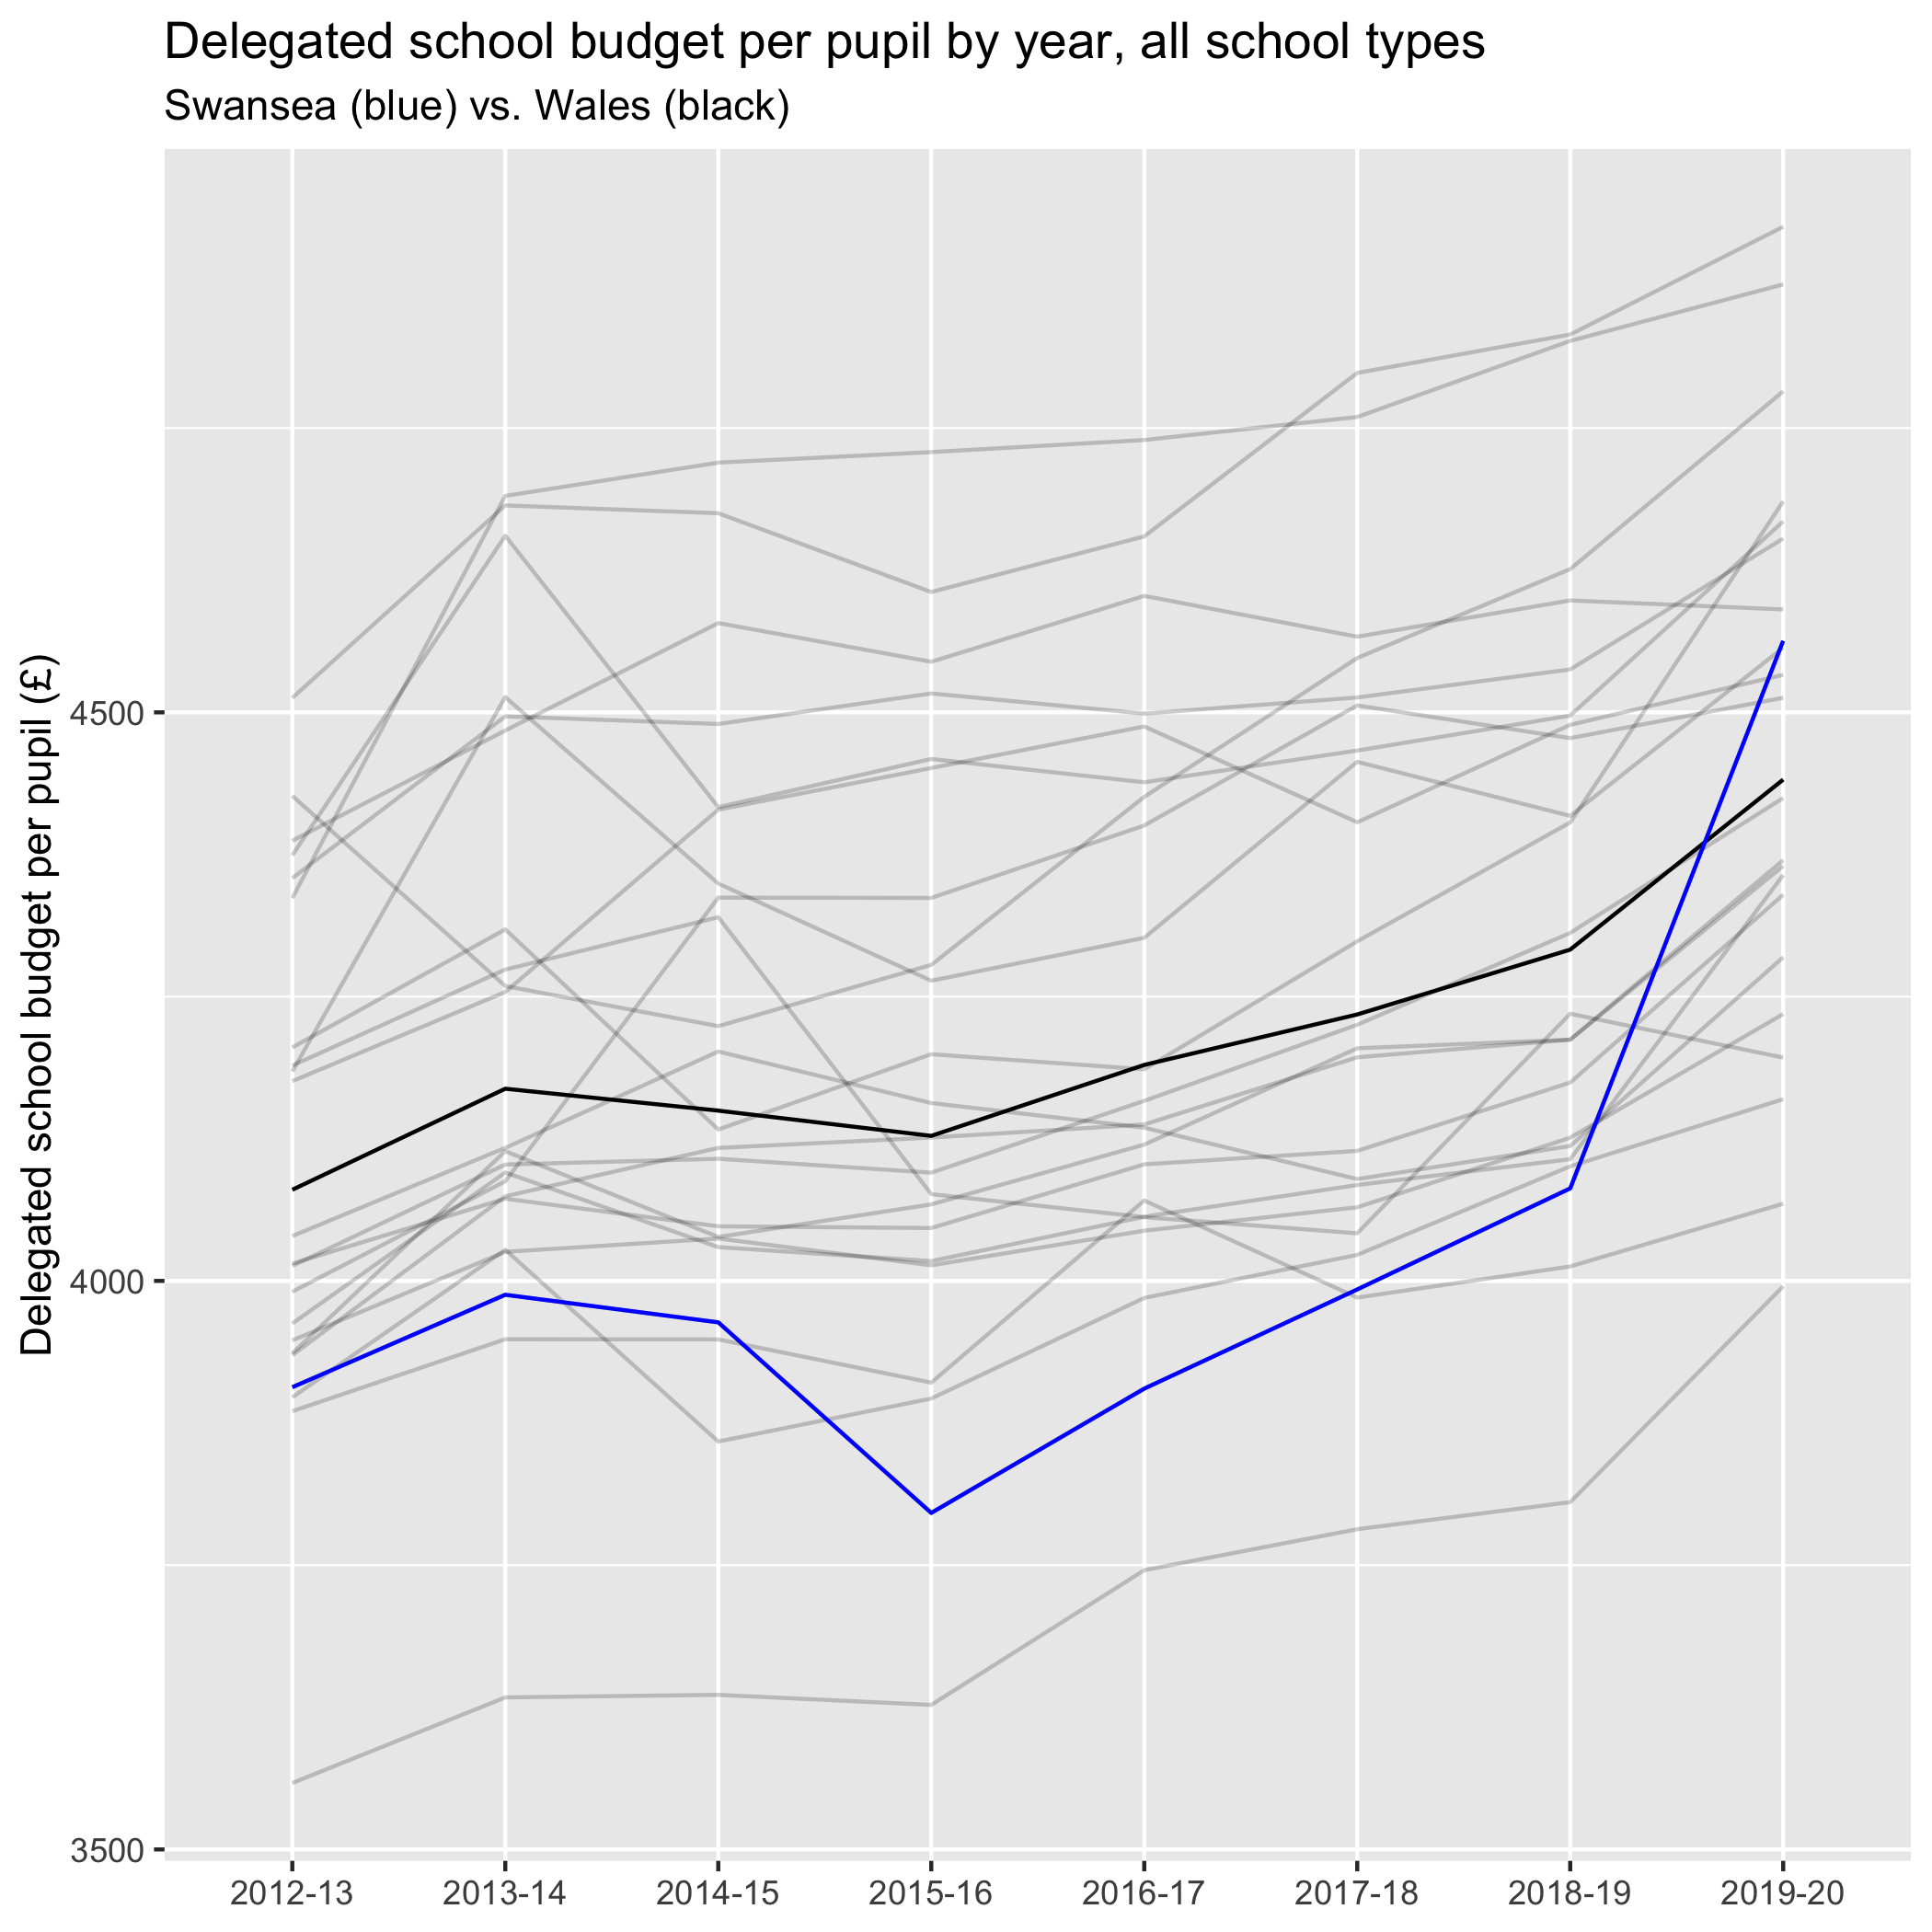 Delegated school budget per pupil by year, all school types
Swansea (blue) vs. Wales (black)
Delegated school budget per pupil (£)
4500
4000
3500
2012-13 2013-14 2014-15 2015-16 2016-17 2017-18 2018-19 2019-20